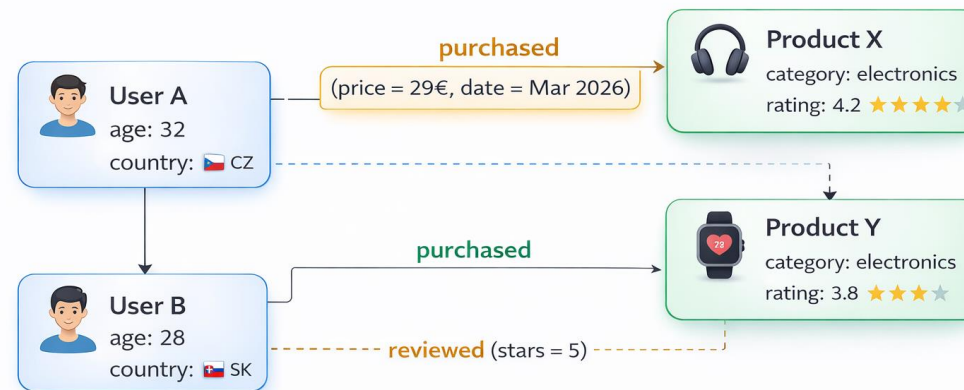 purchased
(price = 29€, date = Mar 2026)
Product X
category: electronics
rating: 4.2
User A
age: 32
country: CZ
Product Y
category: electronics
rating: 3.8
78
purchased
User B
age: 28
country: SK
reviewed (stars = 5)